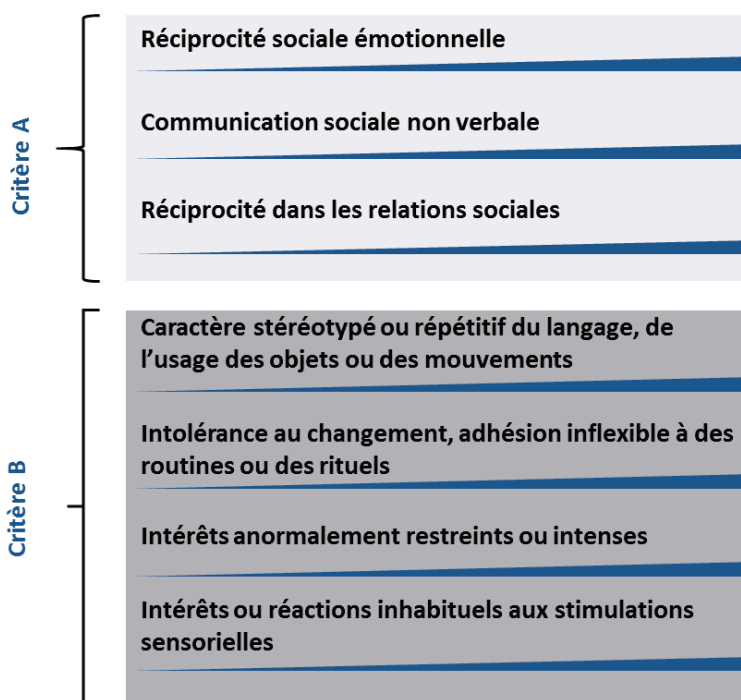 Critère A
Réciprocité sociale émotionnelle
Communication sociale non verbale
Réciprocité dans les relations sociales
Critère B
Caractère stéréotypé ou répétitif du langage, de
l'usage des objets ou des mouvements
Intolérance au changement, adhésion inflexible à des
routines ou des rituels
Intérêts anormalement restreints ou intenses
Intérêts ou réactions inhabituels aux stimulations
sensorielles